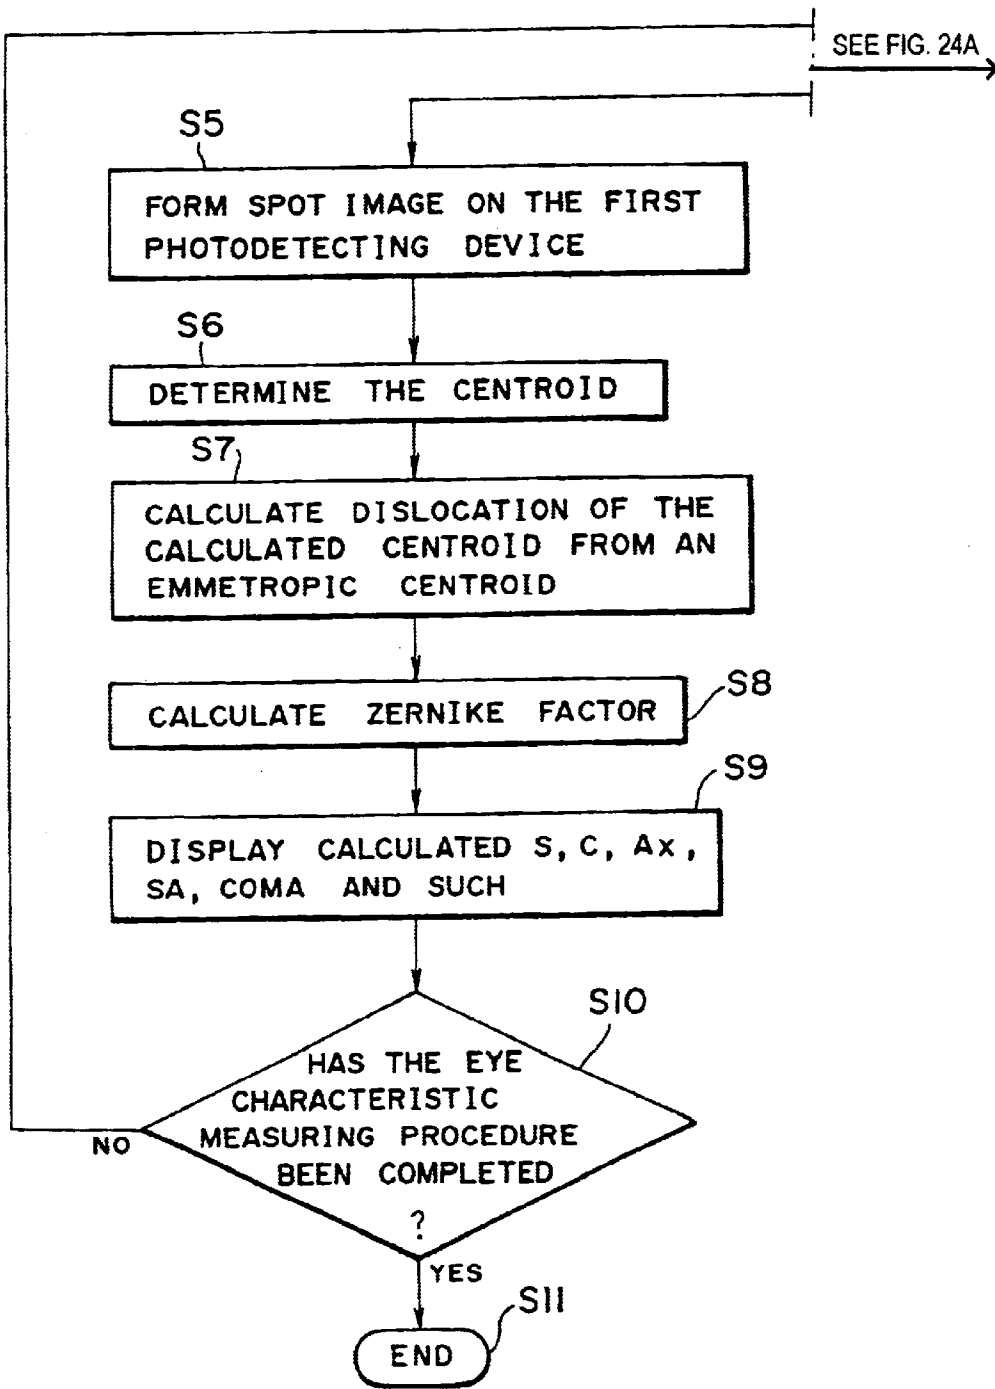 SEE FIG. 24A
S5
FORM SPOT IMAGE ON THE FIRST
PHOTODETECTING DEVICE
S6
DETERMINE THE CENTROID
S7
CALCULATE DISLOCATION OF THE
CALCULATED CENTROID FROM AN
EMMETROPIC CENTROID
S8
CALCULATE ZERNIKE FACTOR
S9
DISPLAY CALCULATED S, C, Ax,
SA, COMA AND SUCH
S10
HAS THE EYE
CHARACTERISTIC
MEASURING PROCEDURE
BEEN COMPLETED
?
NO
YES
S11
END